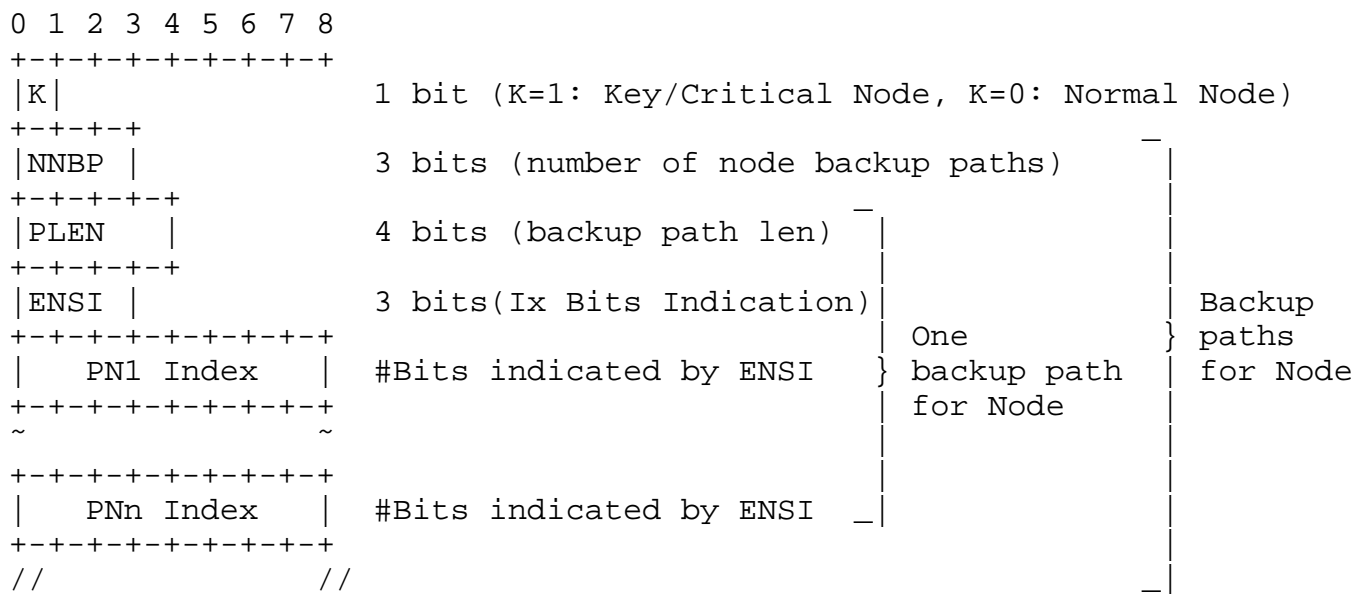 0 1 2 3 4 5 6 7 8
+-+-+-+-+-+-+-+-+
|K|                1 bit (K=1: Key/Critical Node, K=0: Normal Node)
+-+-+-+                                                    _
|NNBP |            3 bits (number of node backup paths)     |
+-+-+-+-+                                    _              |
|PLEN   |          4 bits (backup path len)   |             |
+-+-+-+-+                                     |             |
|ENSI |            3 bits(Ix Bits Indication)|              | Backup
+-+-+-+-+-+-+-+-+                             | One         } paths
|   PN1 Index   |  #Bits indicated by ENSI    } backup path | for Node
+-+-+-+-+-+-+-+-+                             | for Node    |
~               ~                             |             |
+-+-+-+-+-+-+-+-+                             |             |
|   PNn Index   |  #Bits indicated by ENSI   _|             |
+-+-+-+-+-+-+-+-+                                           |
//              //                                         _|